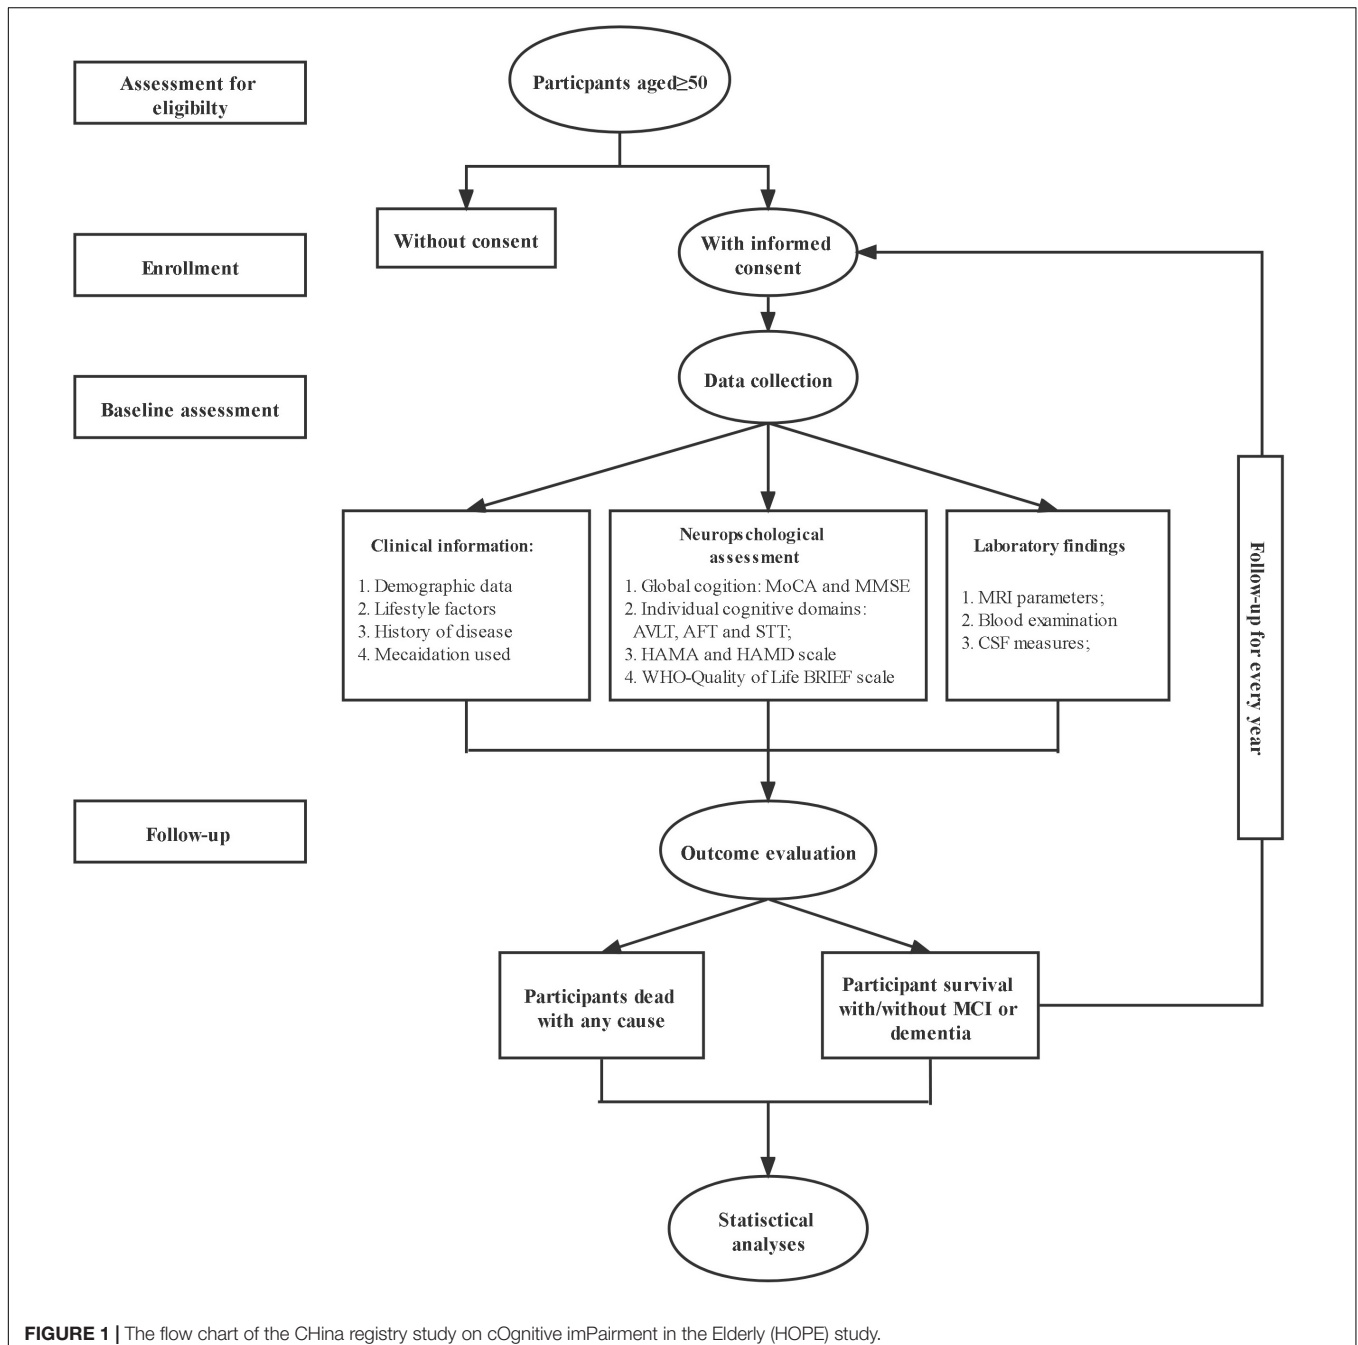 Assessment for
eligibilty
Particpants aged≥50
Without consent
With informed
consent
Enrollment
Data collection
Baseline assessment
Clinical information:
1. Demographic data
2. Lifestyle factors
3. History of disease
4. Mecaidation used
Neuropschological
assessment
1. Global cogition: MoCA and MMSE
2. Individual cognitive domains:
AVLT, AFT and STT;
3. HAMA and HAMD scale
4. WHO-Quality of Life BRIEF scale
Laboratory findings
1. MRI parameters;
2. Blood examination
3. CSF measures;
Follow-up for every year
Follow-up
Outcome evaluation
Participants dead
with any cause
Participant survival
with/without MCI or
dementia
Statisctical
analyses
FIGURE 1 | The flow chart of the CHina registry study on cOgnitive imPairment in the Elderly (HOPE) study.